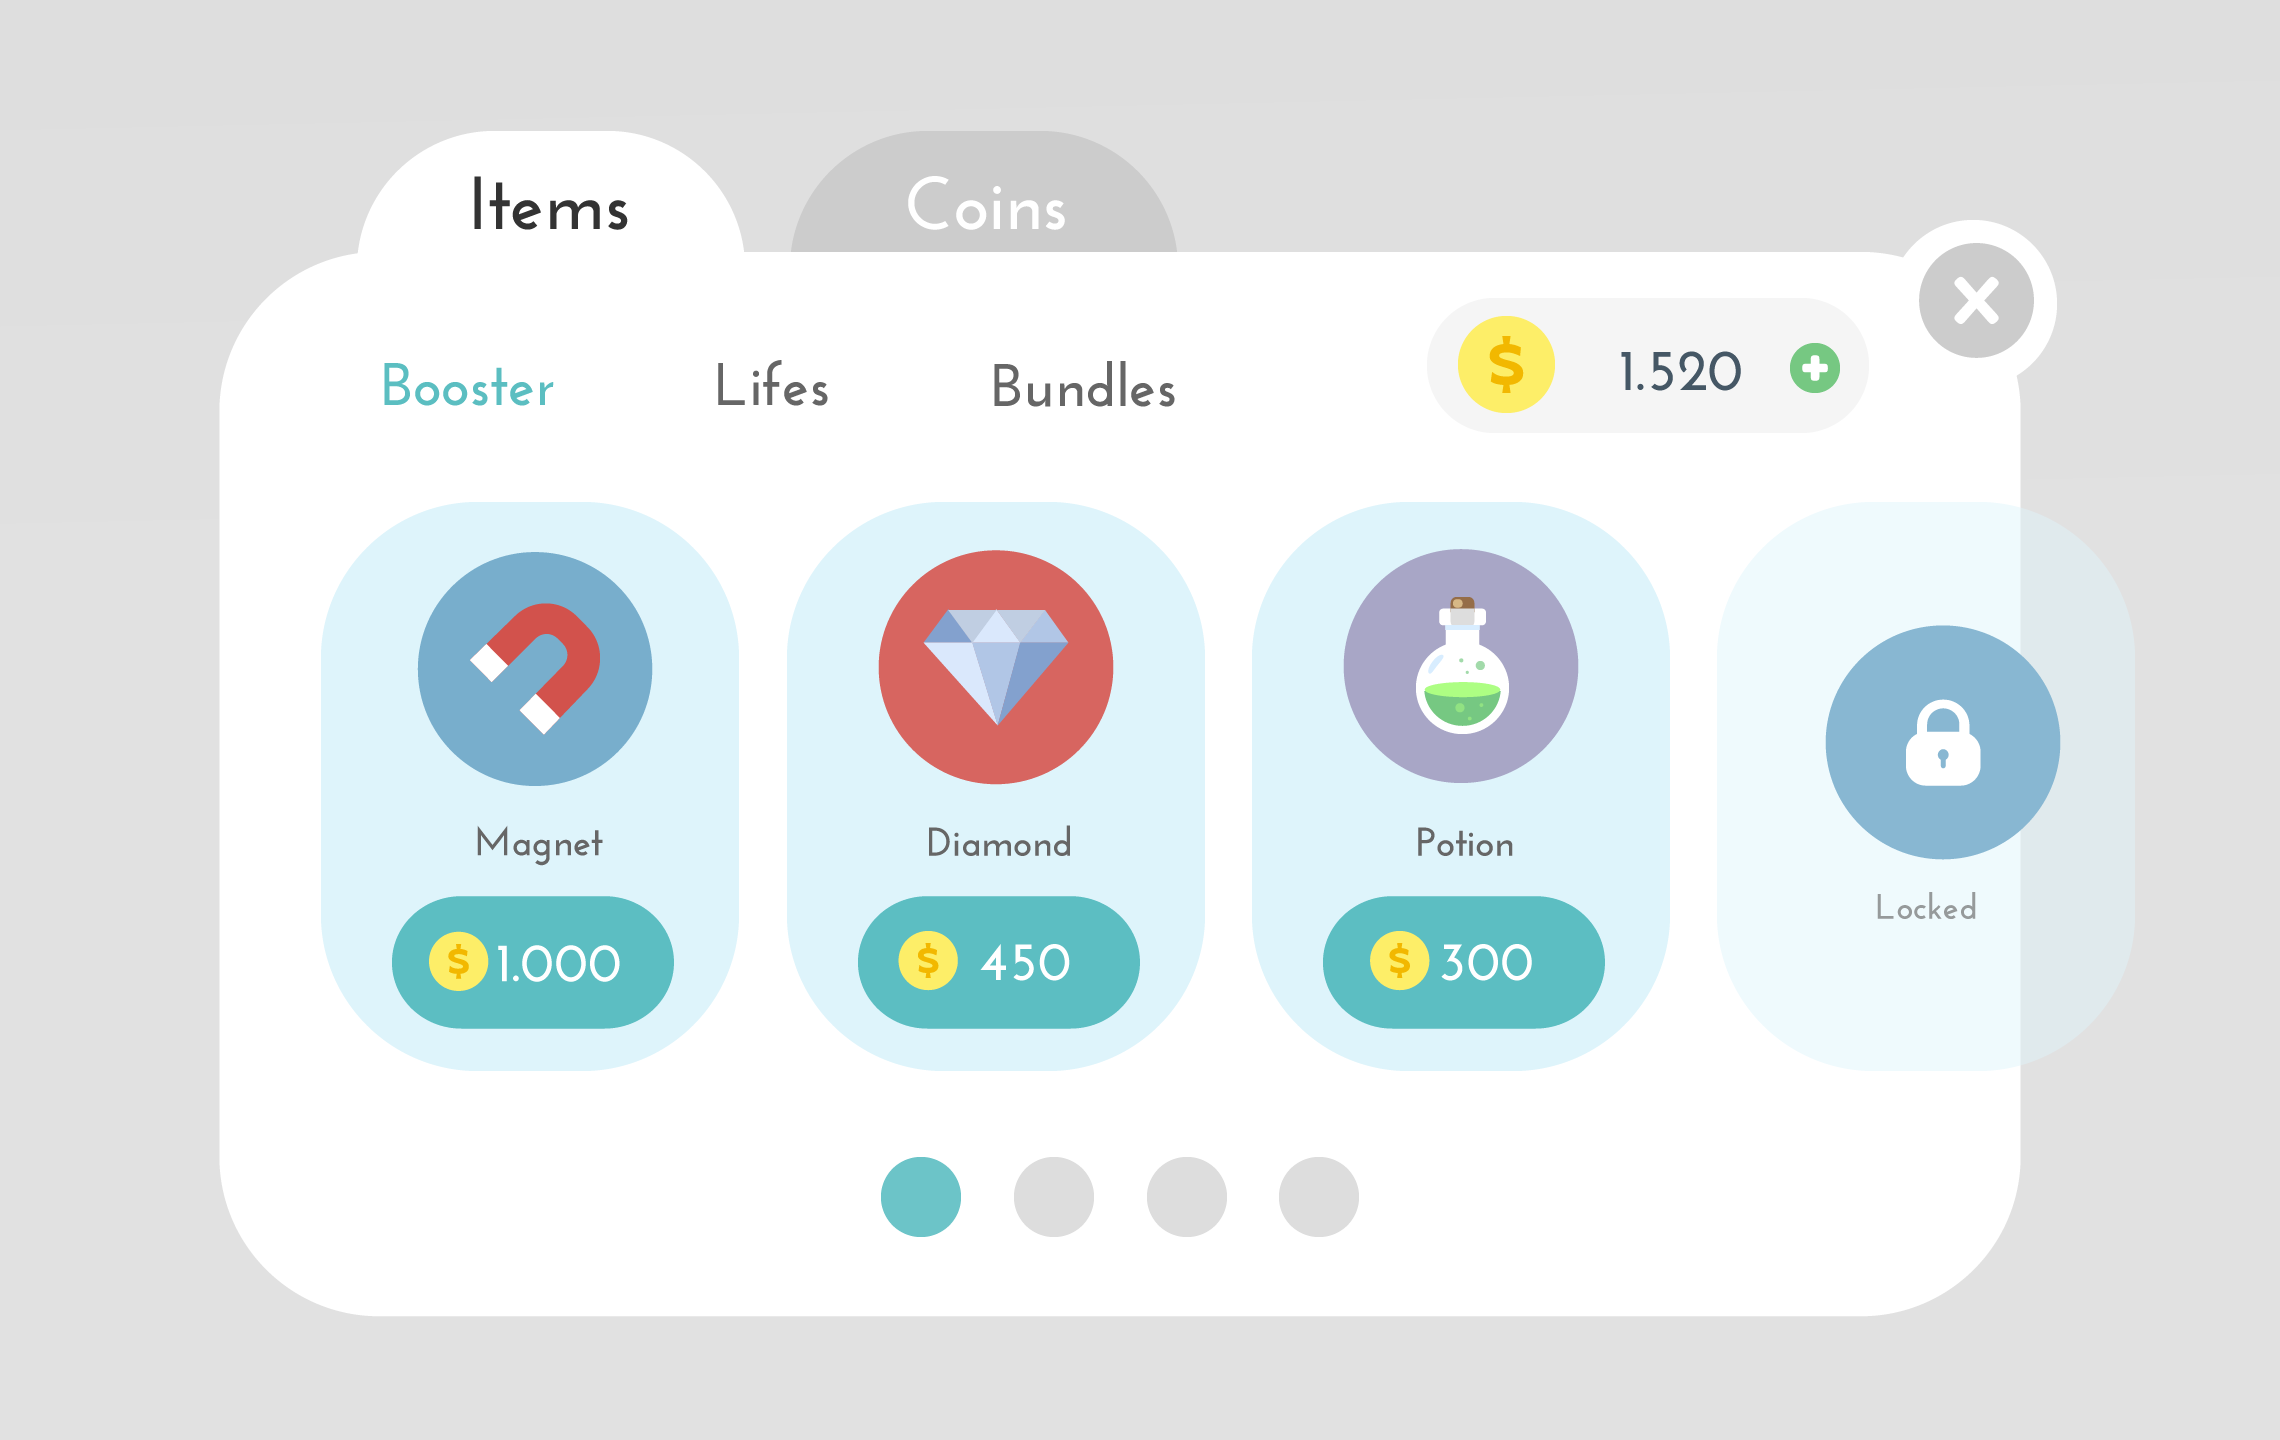 Items
Coins
Booster
Lifes
Bundles
$ 1.520
Magnet
Diamond
Potion
Locked
$ 1.000
$ 450
$ 300